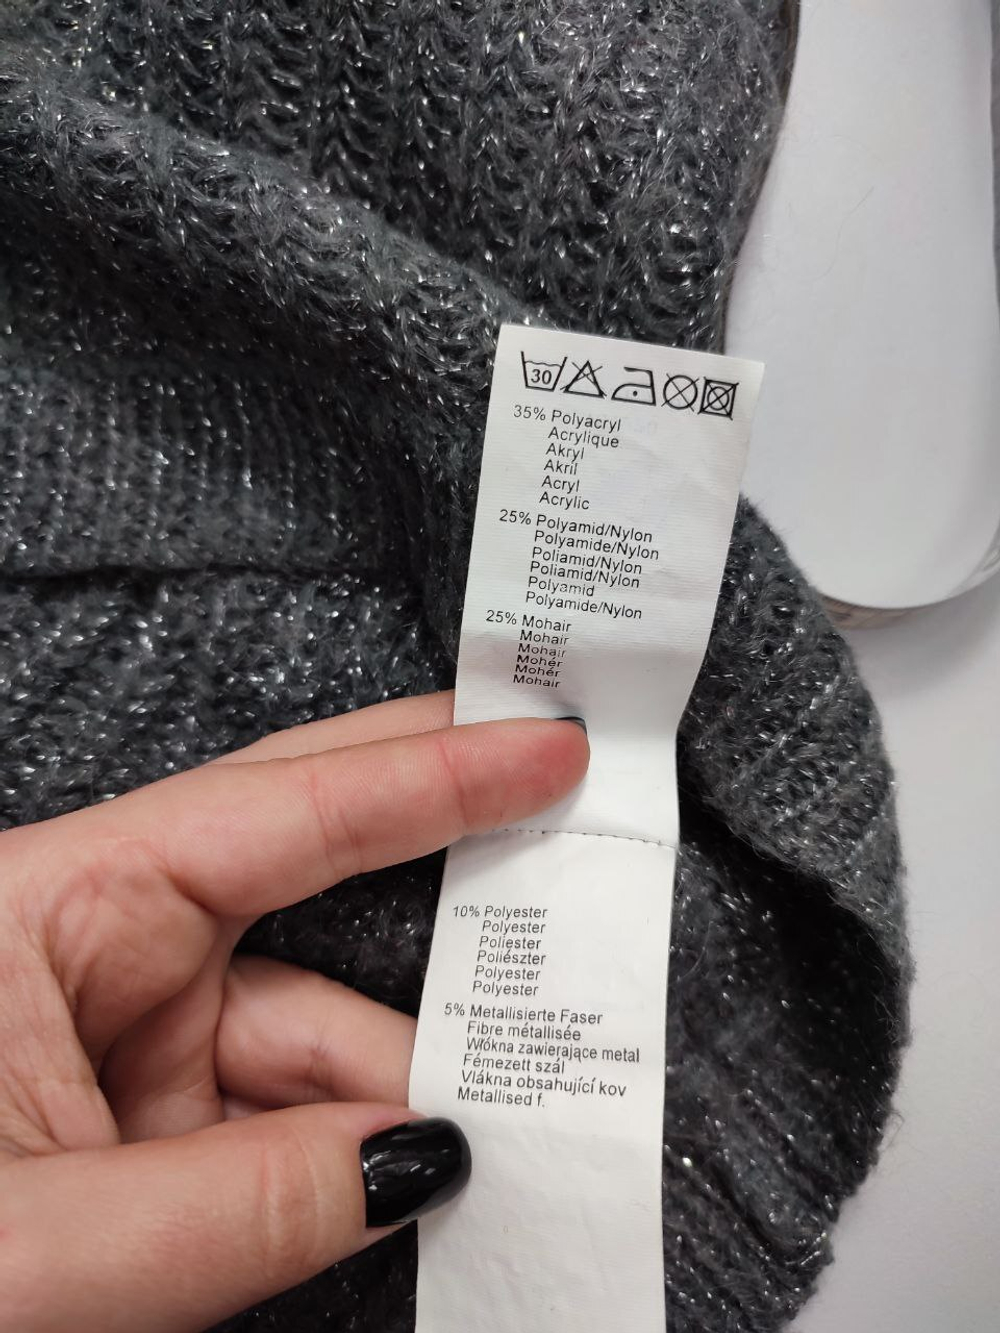 30
35% Polyacryl
Acrylique
Akryl
Akril
Acryl
Acrylic
25% Polyamid/Nylon
Polyamide/Nylon
Poliamid/Nylon
Poliamid/Nylon
Polyamid
Polyamide/Nylon
25% Mohair
Mohair
Mohair
Mohér
Mohér
Mohair
10% Polyester
Polyester
Poliester
Poliészter
Polyester
Polyester
5% Metallisierte Faser
Fibre métallisée
Włókna zawierające metal
Fémezett szál
Vlákna obsahující kov
Metallised f.